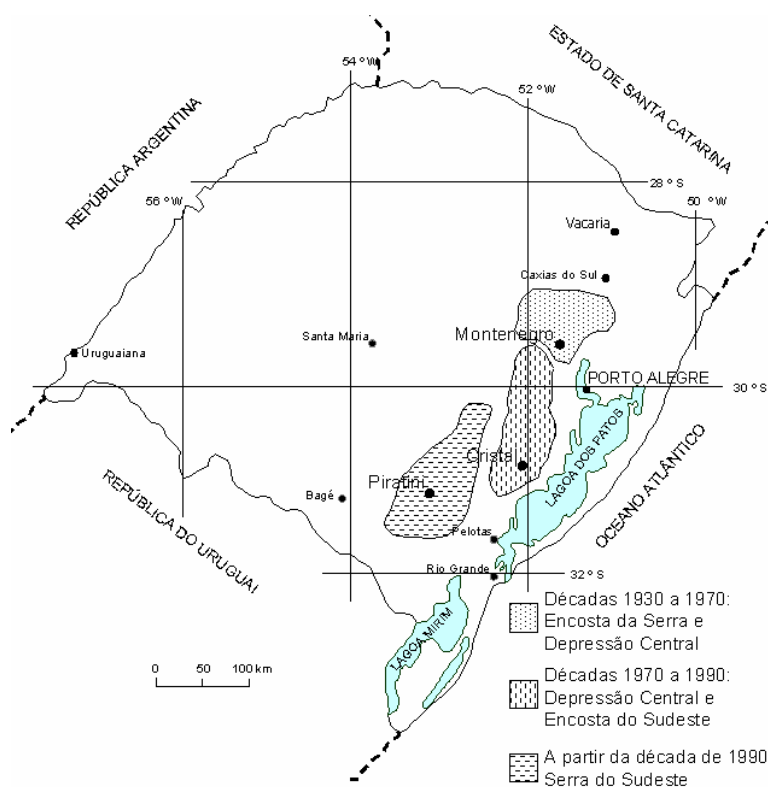 54 º W
ESTADO DE SANTA CATARINA
52 º W
REPÚBLICA ARGENTINA
28 º S
56 º W
50 º W
Vacaria
Caxias do Sul
Santa Maria
Montenegro
Uruguaiana
PORTO ALEGRE
30 º S
LAGOA DOS PATOS
OCEANO ATLÂNTICO
Cristal
Piratini
Bagé
REPÚBLICA DO URUGUAI
Pelotas
Rio Grande
32 º S
LAGOA MIRIM
0 50 100 km
Décadas 1930 a 1970:
Encosta da Serra e
Depressão Central
Décadas 1970 a 1990:
Depressão Central e
Encosta do Sudeste
A partir da década de 1990
Serra do Sudeste